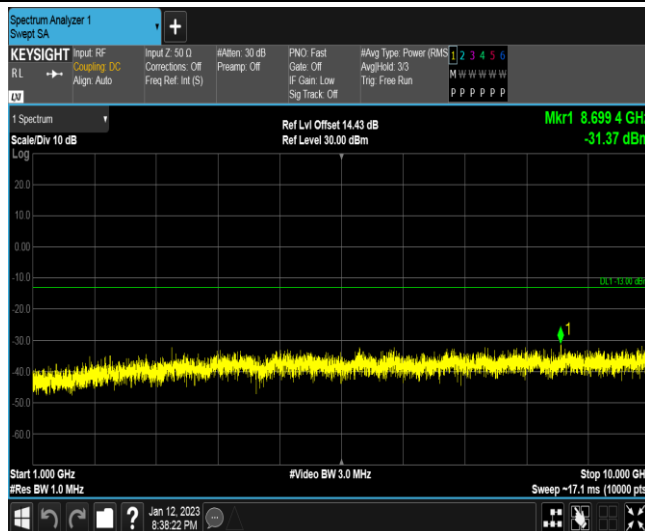 Spectrum Analyzer 1
Swept SA
+
KEYSIGHT
RL
Input: RF
Coupling: DC
Align: Auto
Input Z: 50 Ω
Corrections: Off
Freq Ref: Int (S)
#Atten: 30 dB
Preamp: Off
PNO: Fast
Gate: Off
IF Gain: Low
Sig Track: Off
#Avg Type: Power (RMS
Avg|Hold: 3/3
Trig: Free Run
1 2 3 4 5 6
M W W W W W
P P P P P P
1 Spectrum
Scale/Div 10 dB
Ref Lvl Offset 14.43 dB
Ref Level 30.00 dBm
Mkr1 8.699 4 GHz
-31.37 dBm
Log
20.0
10.0
0.00
-10.0
DL1 -13.00 dBm
-20.0
-30.0
1
-40.0
-50.0
-60.0
Start 1.000 GHz
#Video BW 3.0 MHz
Stop 10.000 GHz
#Res BW 1.0 MHz
Sweep ~17.1 ms (10000 pts
?
Jan 12, 2023
8:38:22 PM